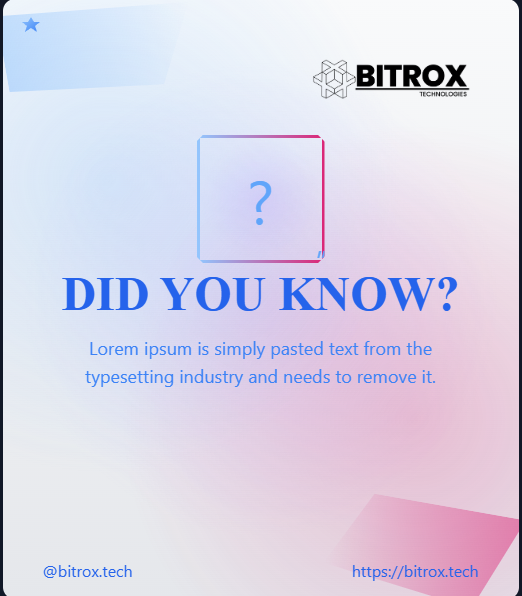 BITROX
TECHNOLOGIES
?
DID YOU KNOW?
Lorem ipsum is simply pasted text from the
typesetting industry and needs to remove it.
@bitrox.tech
https://bitrox.tech